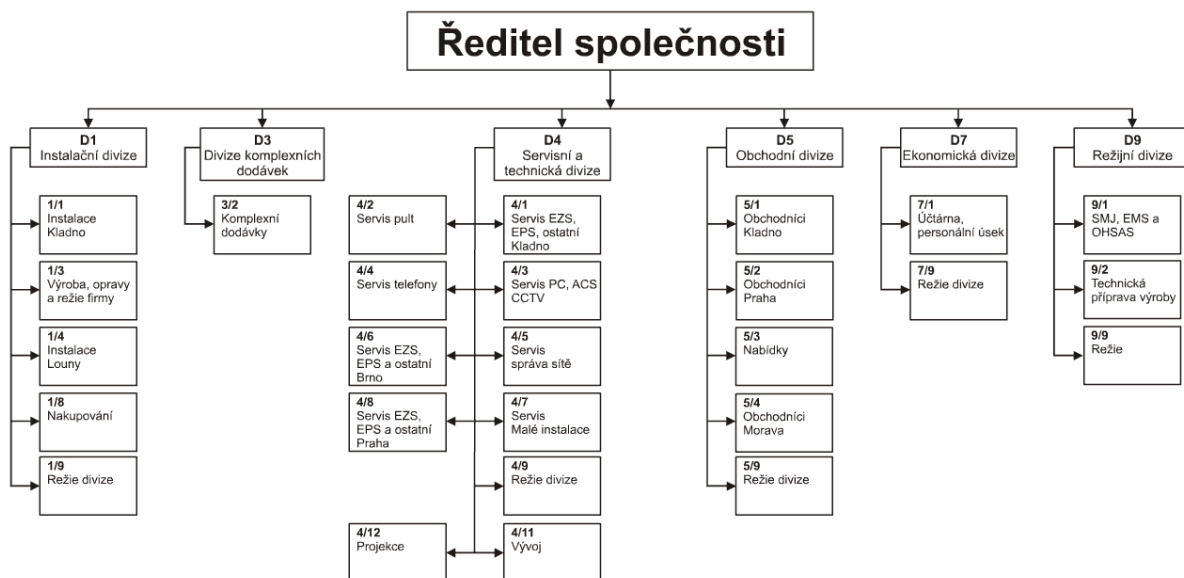 Ředitel společnosti
D1
Instalační divize
D3
Divize komplexních
dodávek
D4
Servisní a
technická divize
D5
Obchodní divize
D7
Ekonomická divize
D9
Režijní divize
1/1
Instalace
Kladno
1/3
Výroba, opravy
a režie firmy
1/4
Instalace
Louny
1/8
Nakupování
1/9
Režie divize
3/2
Komplexní
dodávky
4/2
Servis pult
4/1
Servis EZS,
EPS, ostatní
Kladno
4/4
Servis telefony
4/3
Servis PC, ACS
CCTV
4/6
Servis EZS,
EPS a ostatní
Brno
4/5
Servis
správa sítě
4/8
Servis EZS,
EPS a ostatní
Praha
4/7
Servis
Malé instalace
4/9
Režie divize
4/12
Projekce
4/11
Vývoj
5/1
Obchodníci
Kladno
5/2
Obchodníci
Praha
5/3
Nabídky
5/4
Obchodníci
Morava
5/9
Režie divize
7/1
Účtárna,
personální úsek
7/9
Režie divize
9/1
SMJ, EMS a
OHSAS
9/2
Technická
příprava výroby
9/9
Režie